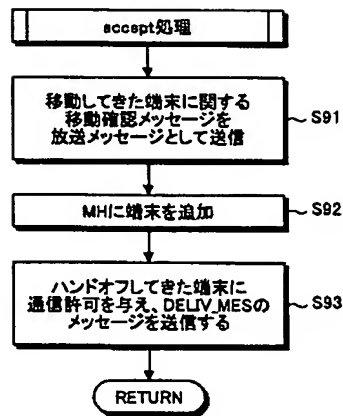 accept処理
移動してきた端末に関する
移動確認メッセージを
放送メッセージとして送信
S91
MHに端末を追加
S92
ハンドオフしてきた端末に
通信許可を与え、DELIV_MESの
メッセージを送信する
S93
RETURN